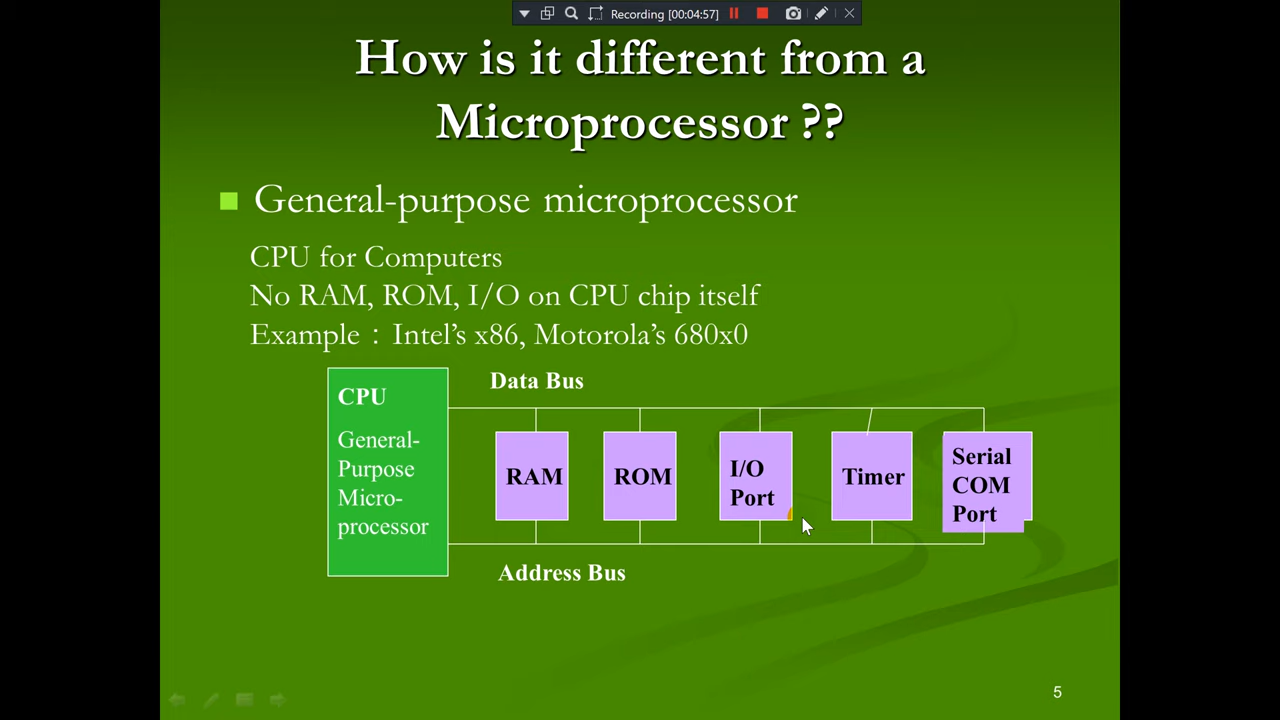 Recording [00:04:57]
How is it different from a
Microprocessor ??
General-purpose microprocessor
CPU for Computers
No RAM, ROM, I/O on CPU chip itself
Example：Intel’s x86, Motorola’s 680x0
CPU
General-
Purpose
Micro-
processor
Data Bus
RAM
ROM
I/O
Port
Timer
Serial
COM
Port
Address Bus
5